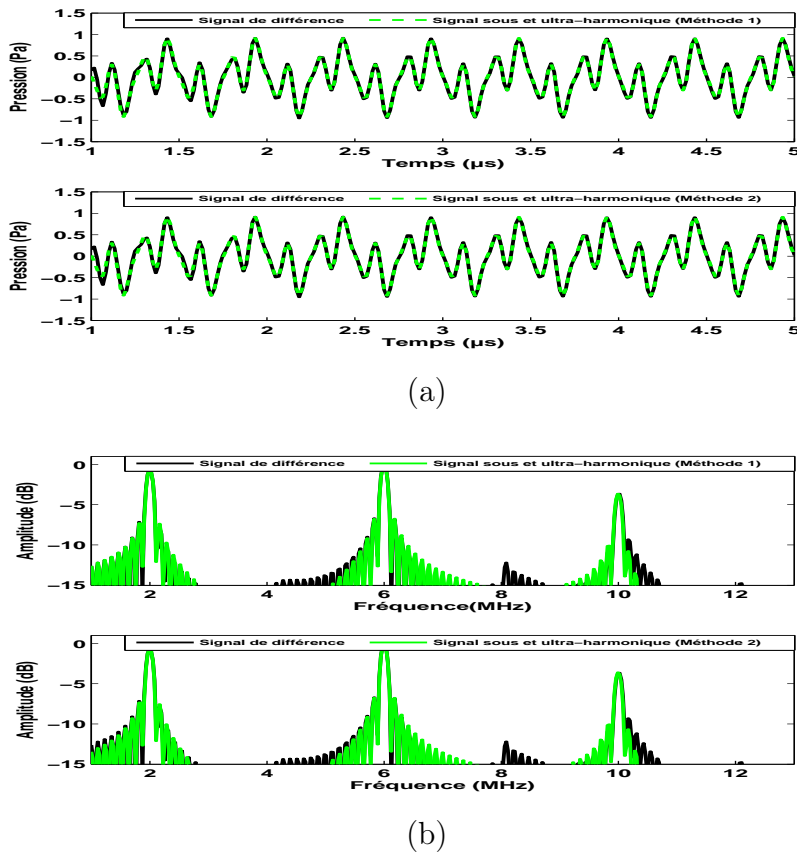 Signal de différence Signal sous et ultra−harmonique (Méthode 1)
Pression (Pa)
1.5
1
0.5
0
−0.5
−1
−1.5
1 1.5 2 2.5 3 3.5 4 4.5 5
Temps (µs)
Signal de différence Signal sous et ultra−harmonique (Méthode 2)
Pression (Pa)
1.5
1
0.5
0
−0.5
−1
−1.5
1 1.5 2 2.5 3 3.5 4 4.5 5
Temps (µs)
(a)
Signal de différence Signal sous et ultra−harmonique (Méthode 1)
Amplitude (dB)
0
−5
−10
−15
2 4 6 8 10 12
Fréquence(MHz)
Signal de différence Signal sous et ultra−harmonique (Méthode 2)
Amplitude (dB)
0
−5
−10
−15
2 4 6 8 10 12
Fréquence (MHz)
(b)